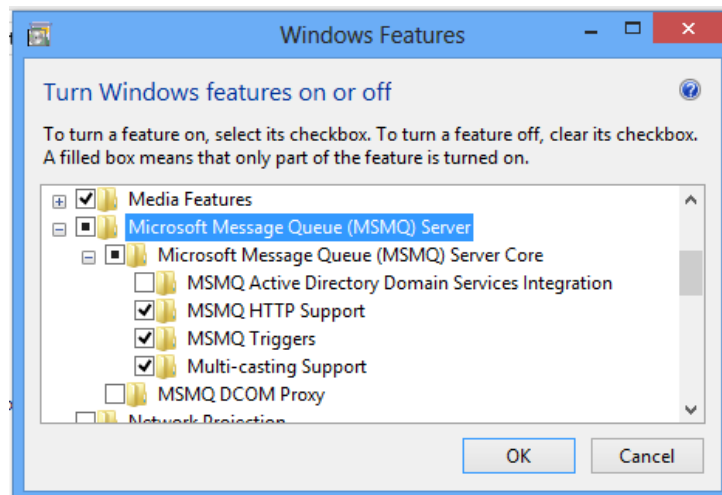 Windows Features
Turn Windows features on or off
To turn a feature on, select its checkbox. To turn a feature off, clear its checkbox.
A filled box means that only part of the feature is turned on.
Media Features
Microsoft Message Queue (MSMQ) Server
Microsoft Message Queue (MSMQ) Server Core
MSMQ Active Directory Domain Services Integration
MSMQ HTTP Support
MSMQ Triggers
Multi-casting Support
MSMQ DCOM Proxy
Network Projection
OK Cancel